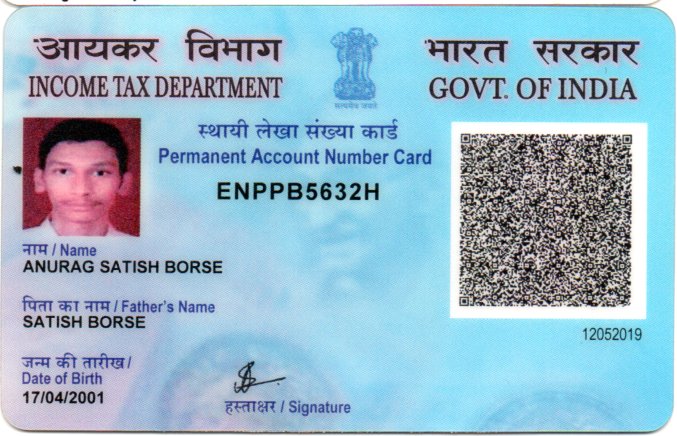 आयकर विभाग
INCOME TAX DEPARTMENT
सत्यमेव जयते
भारत सरकार
GOVT. OF INDIA
स्थायी लेखा संख्या कार्ड
Permanent Account Number Card
ENPPB5632H
नाम / Name
ANURAG SATISH BORSE
पिता का नाम / Father's Name
SATISH BORSE
जन्म की तारीख /
Date of Birth
17/04/2001
हस्ताक्षर / Signature
12052019